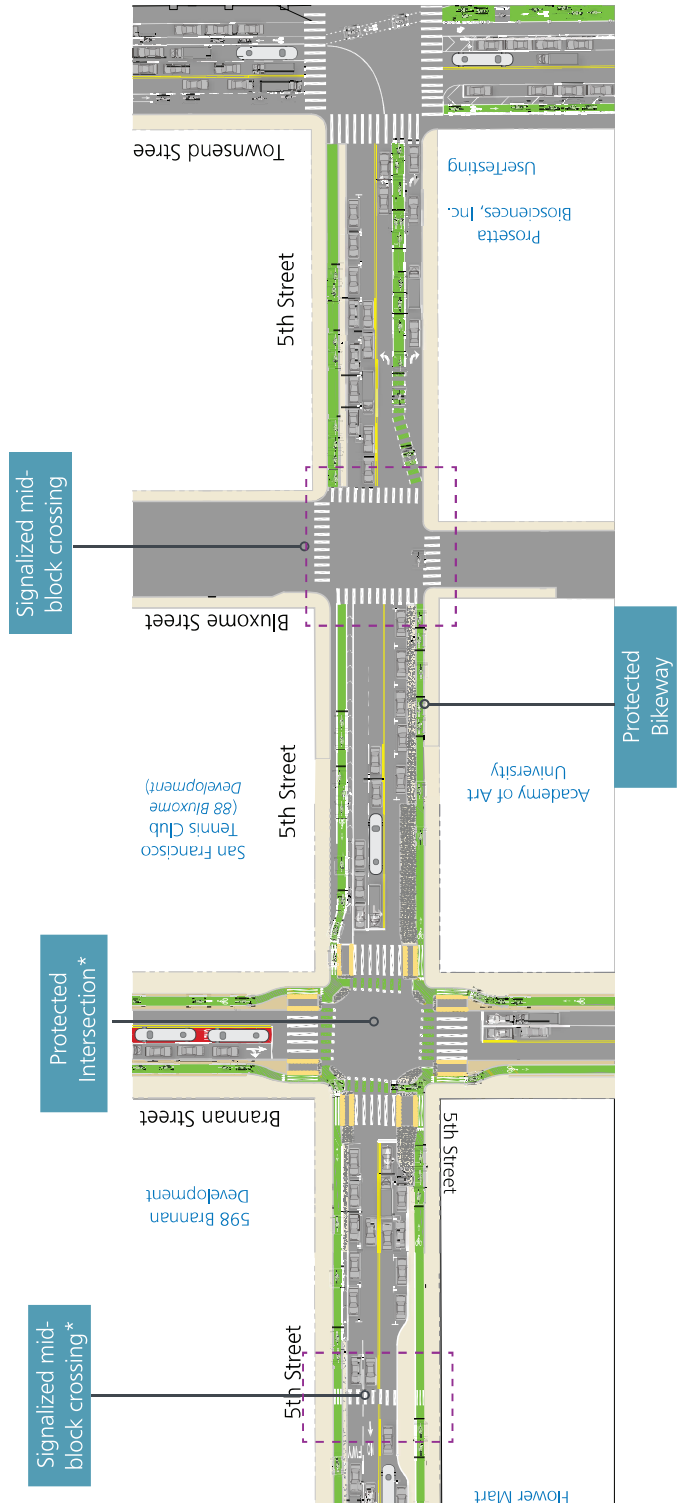 Townsend Stree
UserTesting
Prosetta
Biosciences, Inc.
5th Street
Signalized mid-
block crossing
Bluxome Street
Protected
Bikeway
5th Street
San Francisco
Tennis Club
(88 Bluxome
Development)
Academy of Art
University
Protected
Intersection*
Brannan Street
5th Street
598 Brannan
Development
Signalized mid-
block crossing*
5th Street
FWY
Flower Mart